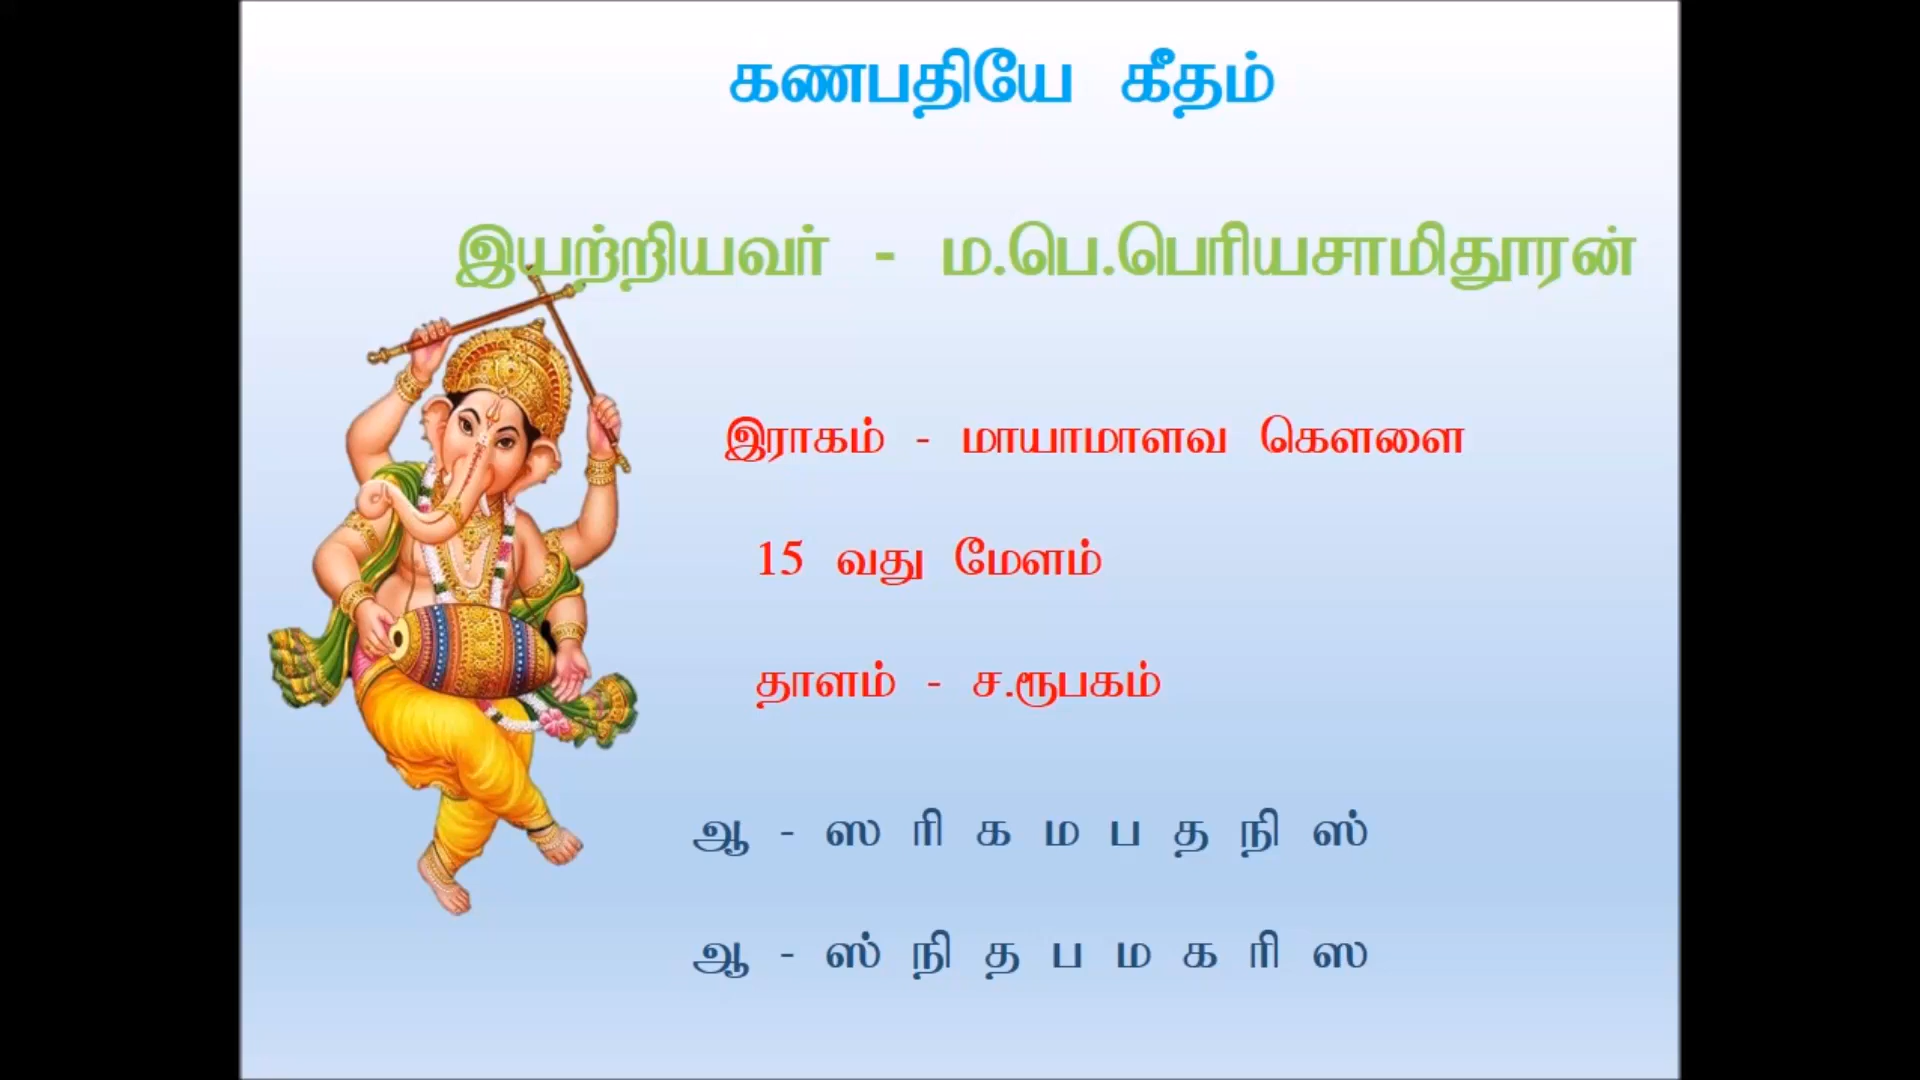 கணபதியே கீதம்
இயற்றியவர் - ம.பெ.பெரியசாமிதூரன்
இராகம் - மாயாமாளவ கௌளை
15 வது மேளம்
தாளம் - ச.ரூபகம்
ஆ - ஸ ரி க ம ப த நி ஸ்
ஆ - ஸ் நி த ப ம க ரி ஸ